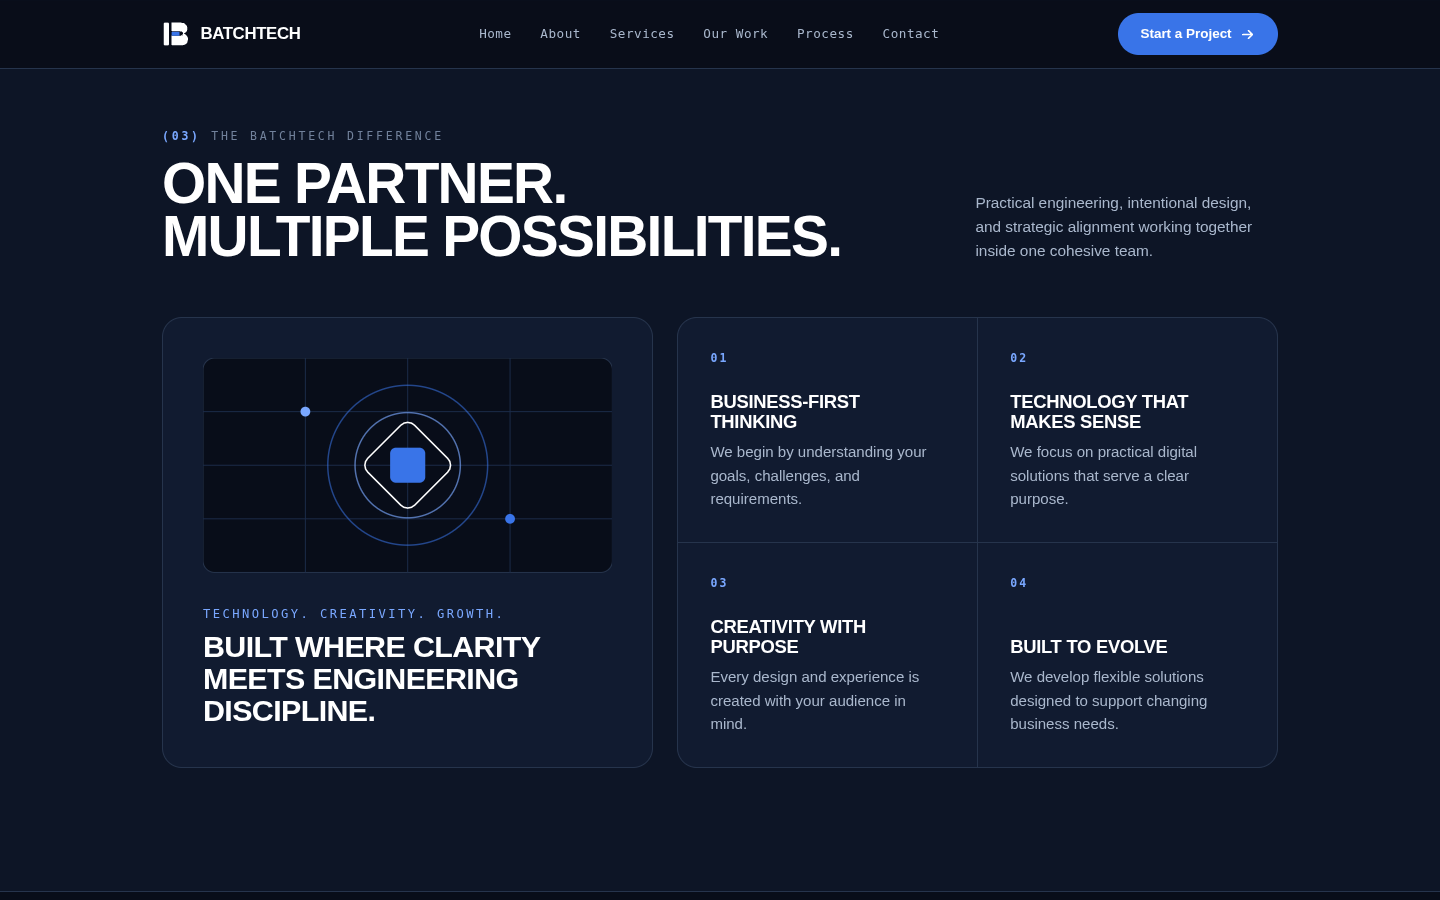 BATCHTECH
Home About Services Our Work Process Contact
Start a Project
(03) THE BATCHTECH DIFFERENCE
ONE PARTNER.
MULTIPLE POSSIBILITIES.
Practical engineering, intentional design,
and strategic alignment working together
inside one cohesive team.
TECHNOLOGY. CREATIVITY. GROWTH.
BUILT WHERE CLARITY
MEETS ENGINEERING
DISCIPLINE.
01
BUSINESS-FIRST
THINKING
We begin by understanding your
goals, challenges, and
requirements.
02
TECHNOLOGY THAT
MAKES SENSE
We focus on practical digital
solutions that serve a clear
purpose.
03
CREATIVITY WITH
PURPOSE
Every design and experience is
created with your audience in
mind.
04
BUILT TO EVOLVE
We develop flexible solutions
designed to support changing
business needs.